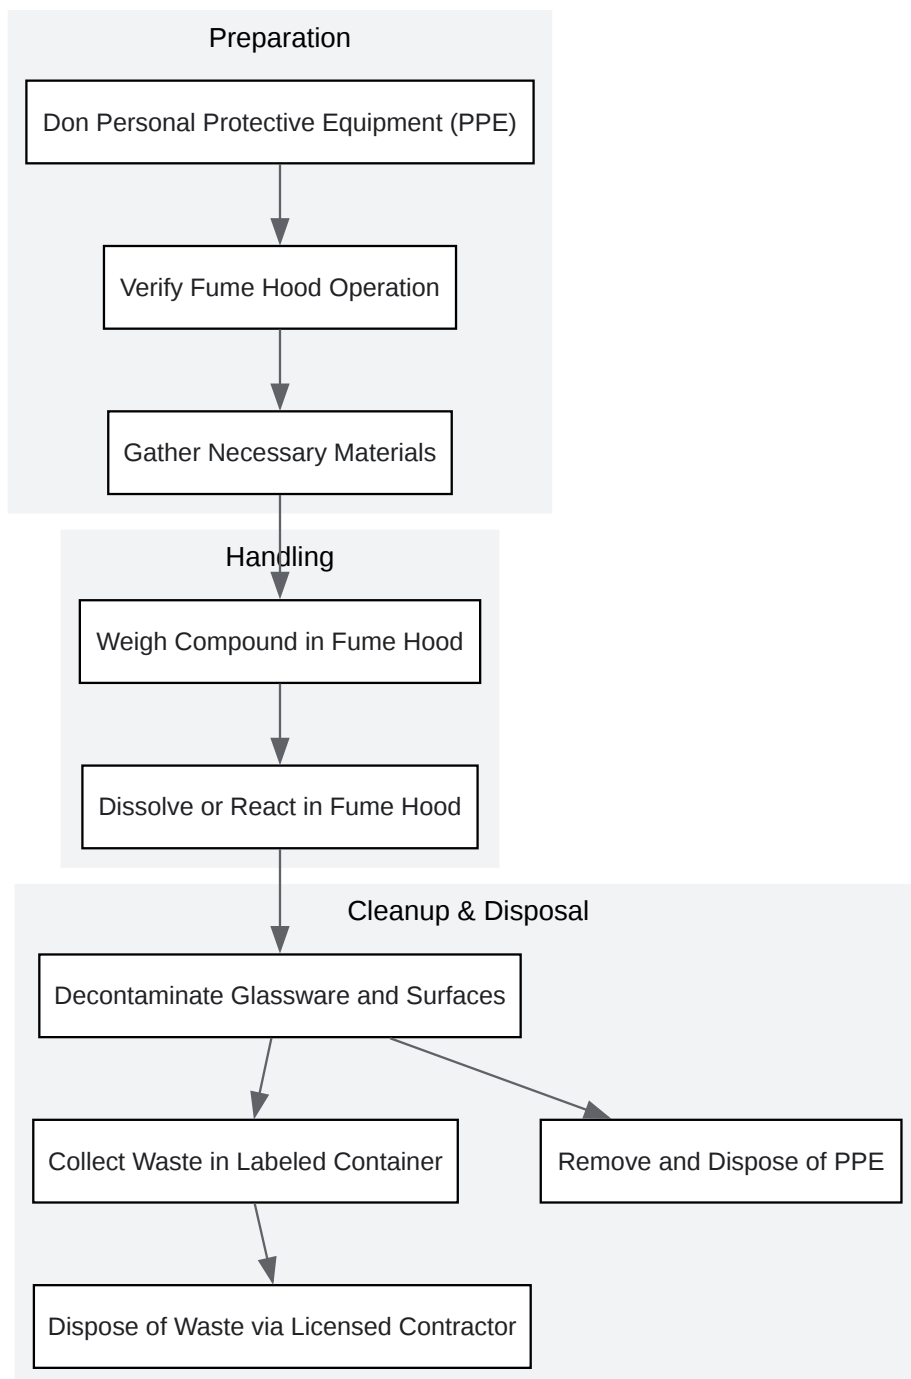 Preparation
Don Personal Protective Equipment (PPE)
Verify Fume Hood Operation
Gather Necessary Materials
Handling
Weigh Compound in Fume Hood
Dissolve or React in Fume Hood
Cleanup & Disposal
Decontaminate Glassware and Surfaces
Collect Waste in Labeled Container
Remove and Dispose of PPE
Dispose of Waste via Licensed Contractor